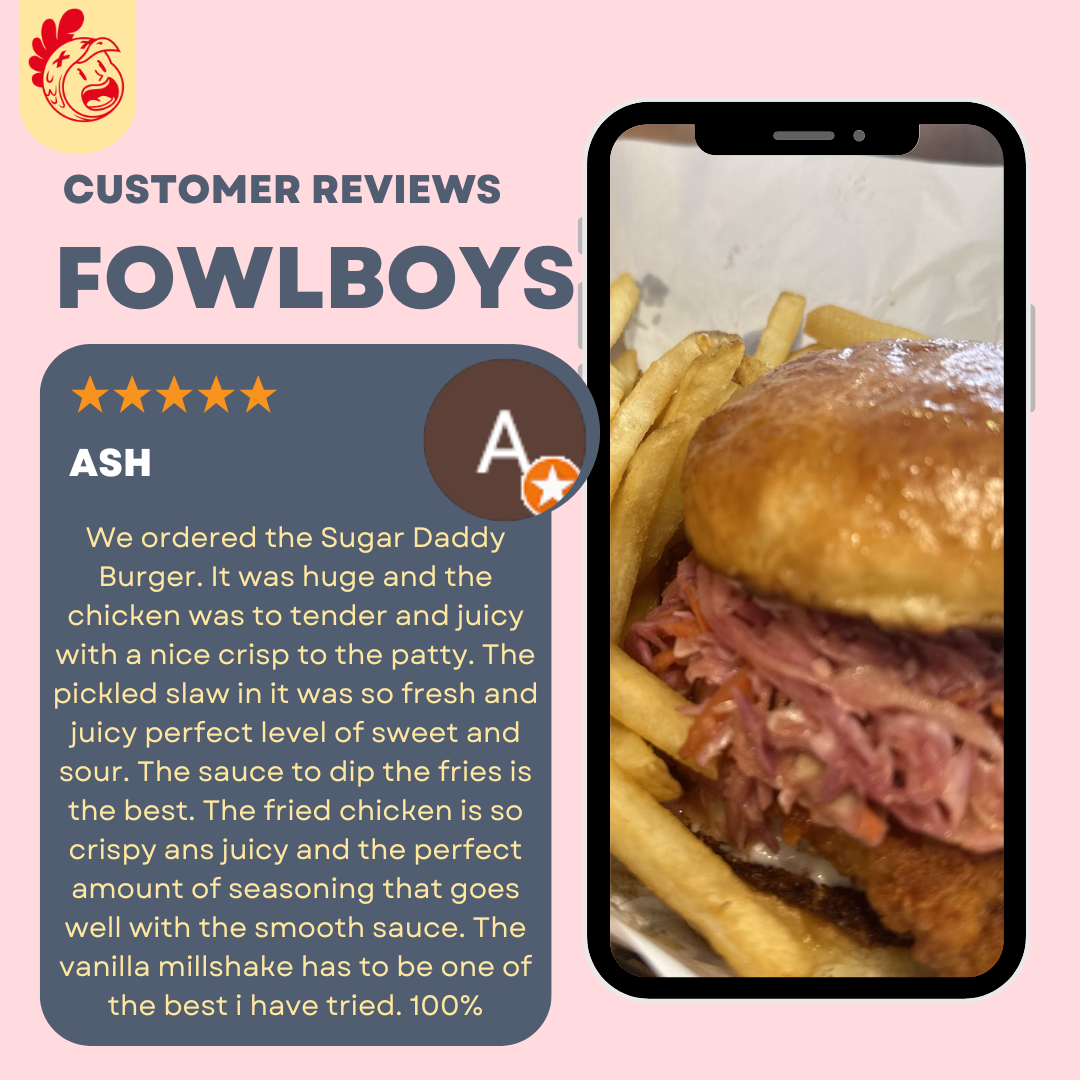 CUSTOMER REVIEWS
FOWLBOYS
ASH
A
We ordered the Sugar Daddy
Burger. It was huge and the
chicken was to tender and juicy
with a nice crisp to the patty. The
pickled slaw in it was so fresh and
juicy perfect level of sweet and
sour. The sauce to dip the fries is
the best. The fried chicken is so
crispy ans juicy and the perfect
amount of seasoning that goes
well with the smooth sauce. The
vanilla millshake has to be one of
the best i have tried. 100%